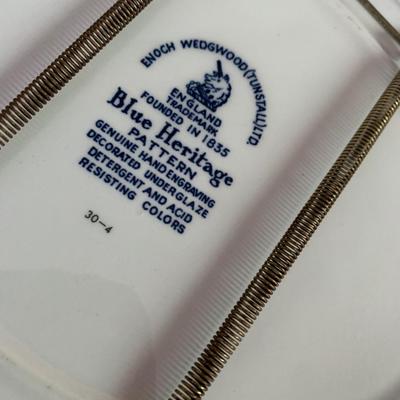 ENOCH WEDGWOOD (TUNSTALL) LTD.
ENGLAND
TRADEMARK
FOUNDED IN 1835
Blue Heritage
PATTERN
GENUINE HAND ENGRAVING
DECORATED UNDERGLAZE
DETERGENT AND ACID
RESISTING COLORS
30-4